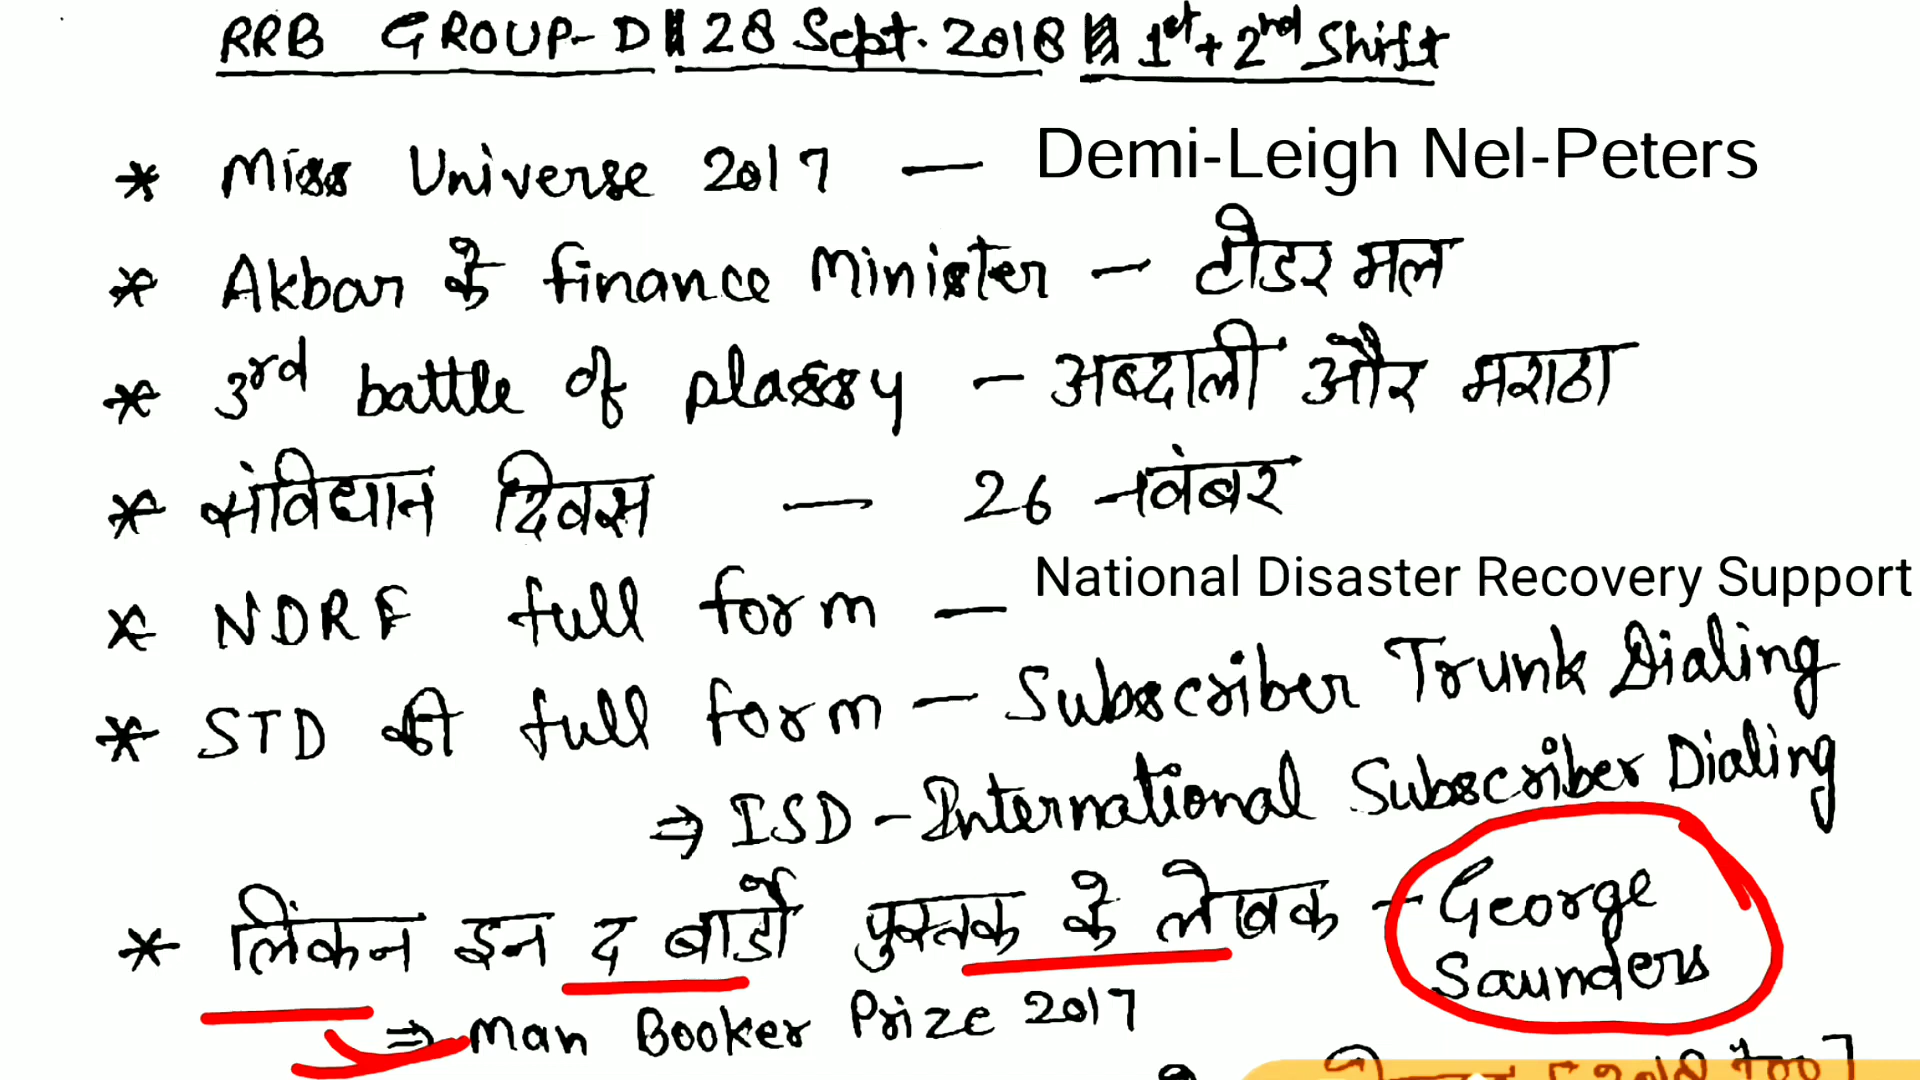 RRB GROUP-D || 28 Sept. 2018 || 1st + 2nd Shift
* Miss Universe 2017 — Demi-Leigh Nel-Peters
* Akbar के finance Minister — टोडर मल
* 3rd battle of plassy — अब्दाली और मराठा
* संविधान दिवस — 26 नवंबर
* NDRF full form — National Disaster Recovery Support
* STD की full form — Subscriber Trunk Dialing
⇒ ISD - International Subscriber Dialing
* लिंकन इन द बार्डो पुस्तक के लेखक - George Saunders
⇒ Man Booker Prize 2017